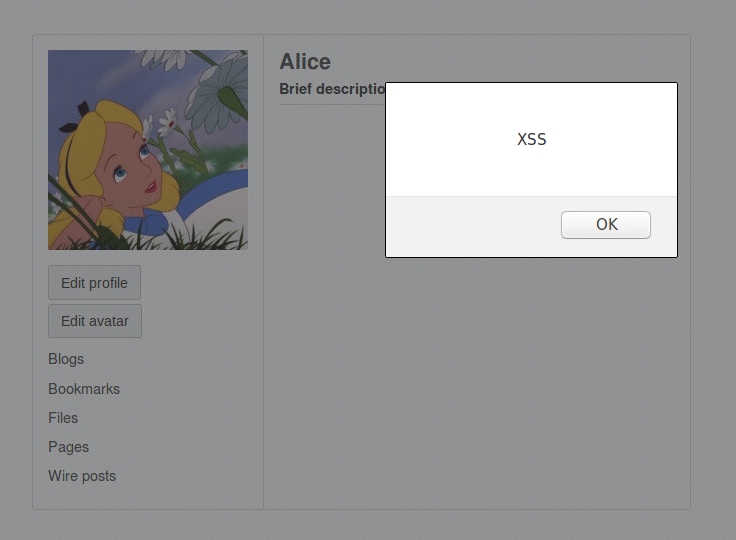 Alice
Brief descriptio
XSS
OK
Edit profile
Edit avatar
Blogs
Bookmarks
Files
Pages
Wire posts